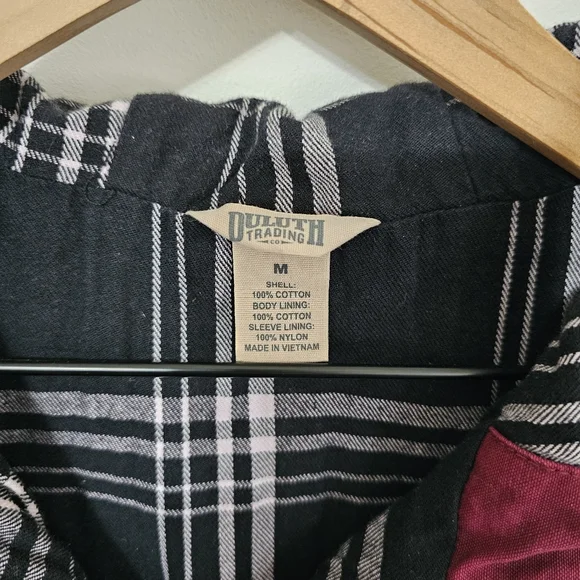 DULUTH
TRADING
CO
M
SHELL:
100% COTTON
BODY LINING:
100% COTTON
SLEEVE LINING:
100% NYLON
MADE IN VIETNAM